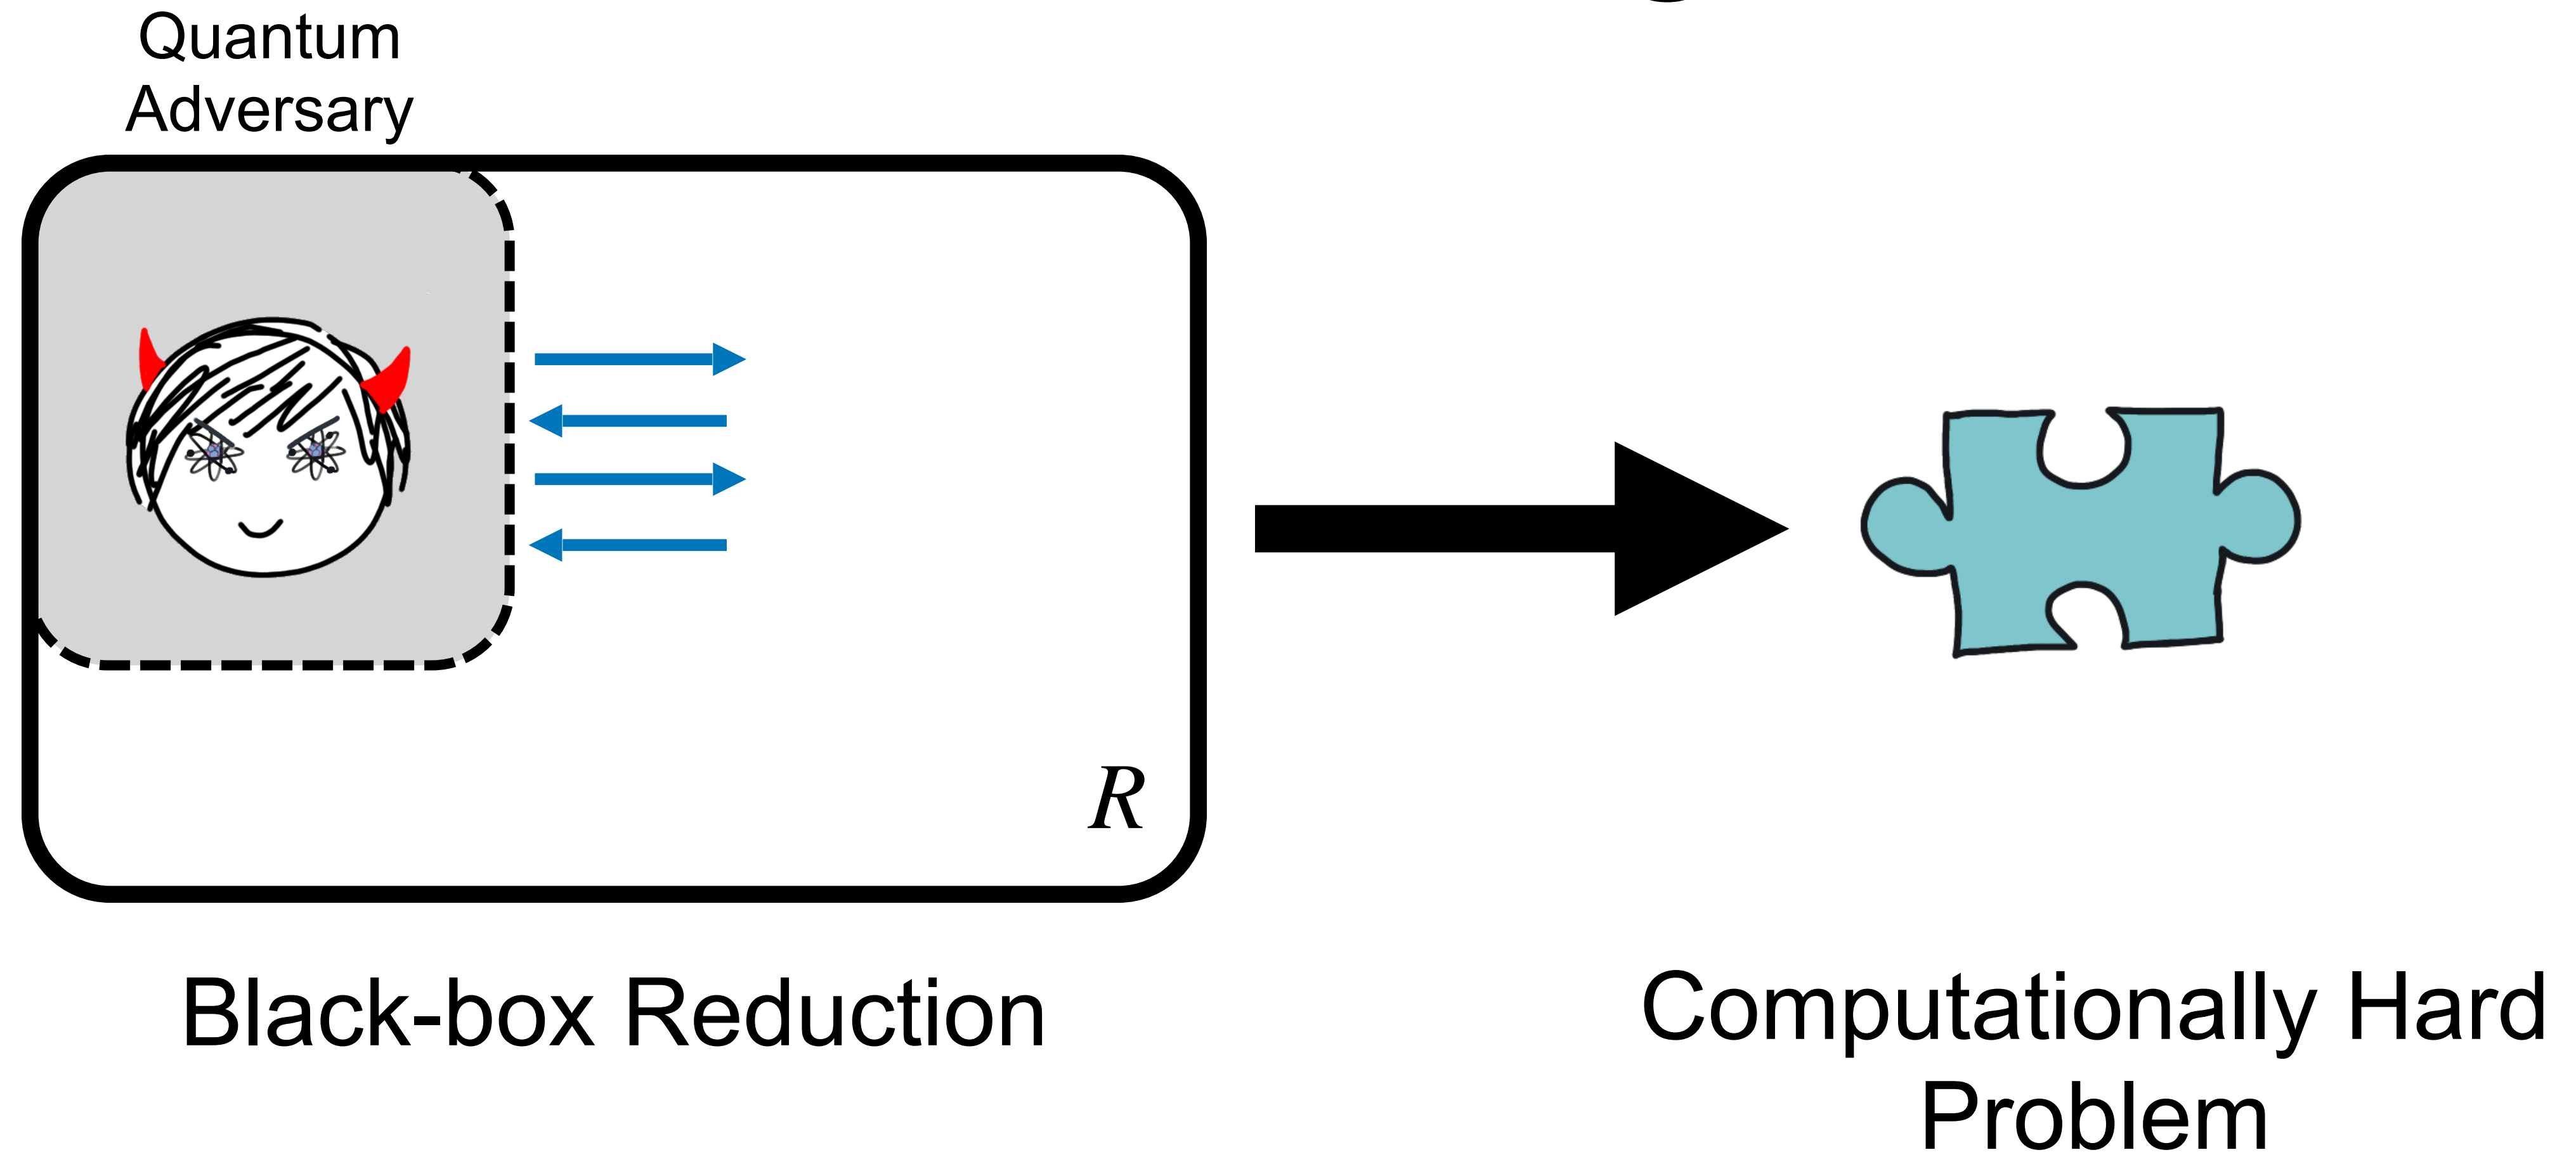 Quantum
Adversary
R
Black-box Reduction
Computationally Hard
Problem